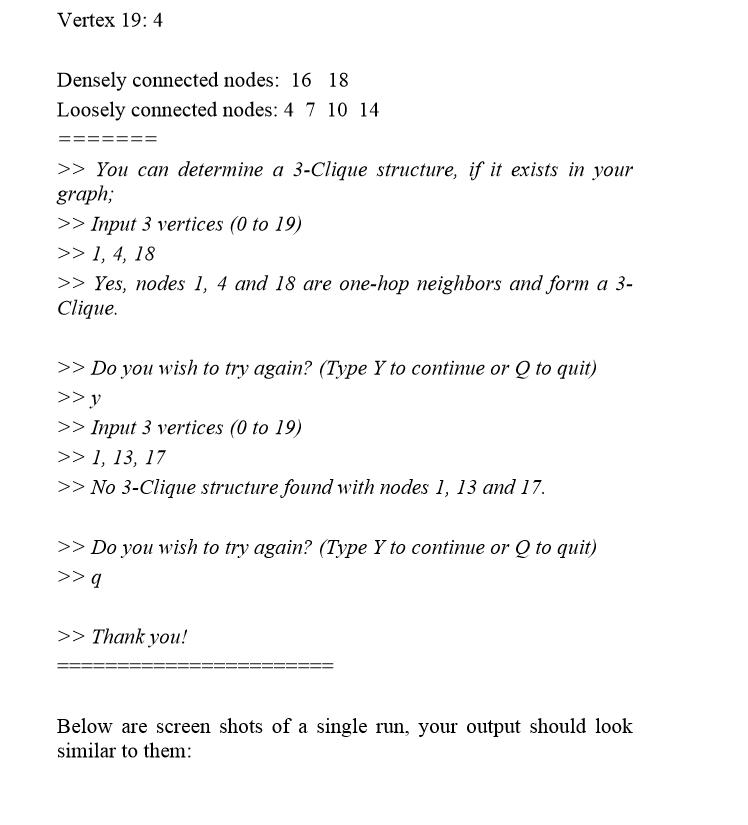 Vertex 19: 4
Densely connected nodes:  16   18
Loosely connected nodes: 4  7  10  14
=======
>> You can determine a 3-Clique structure, if it exists in your
graph;
>> Input 3 vertices (0 to 19)
>> 1, 4, 18
>> Yes, nodes 1, 4 and 18 are one-hop neighbors and form a 3-
Clique.
>> Do you wish to try again? (Type Y to continue or Q to quit)
>> y
>> Input 3 vertices (0 to 19)
>> 1, 13, 17
>> No 3-Clique structure found with nodes 1, 13 and 17.
>> Do you wish to try again? (Type Y to continue or Q to quit)
>> q
>> Thank you!
=======================
Below are screen shots of a single run, your output should look
similar to them: